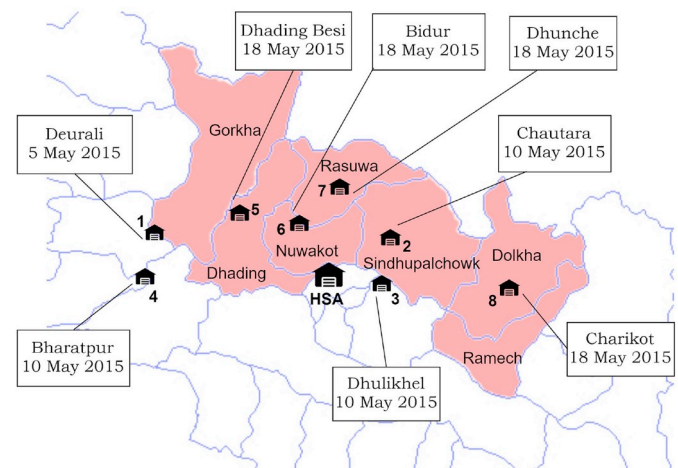 Dhading Besi
18 May 2015
Bidur
18 May 2015
Dhunche
18 May 2015
Deurali
5 May 2015
Chautara
10 May 2015
Gorkha
Rasuwa
7
5
1
6
2
Nuwakot
Sindhupalchowk
Dolkha
Dhading
HSA
3
4
8
Bharatpur
10 May 2015
Dhulikhel
10 May 2015
Ramech
Charikot
18 May 2015